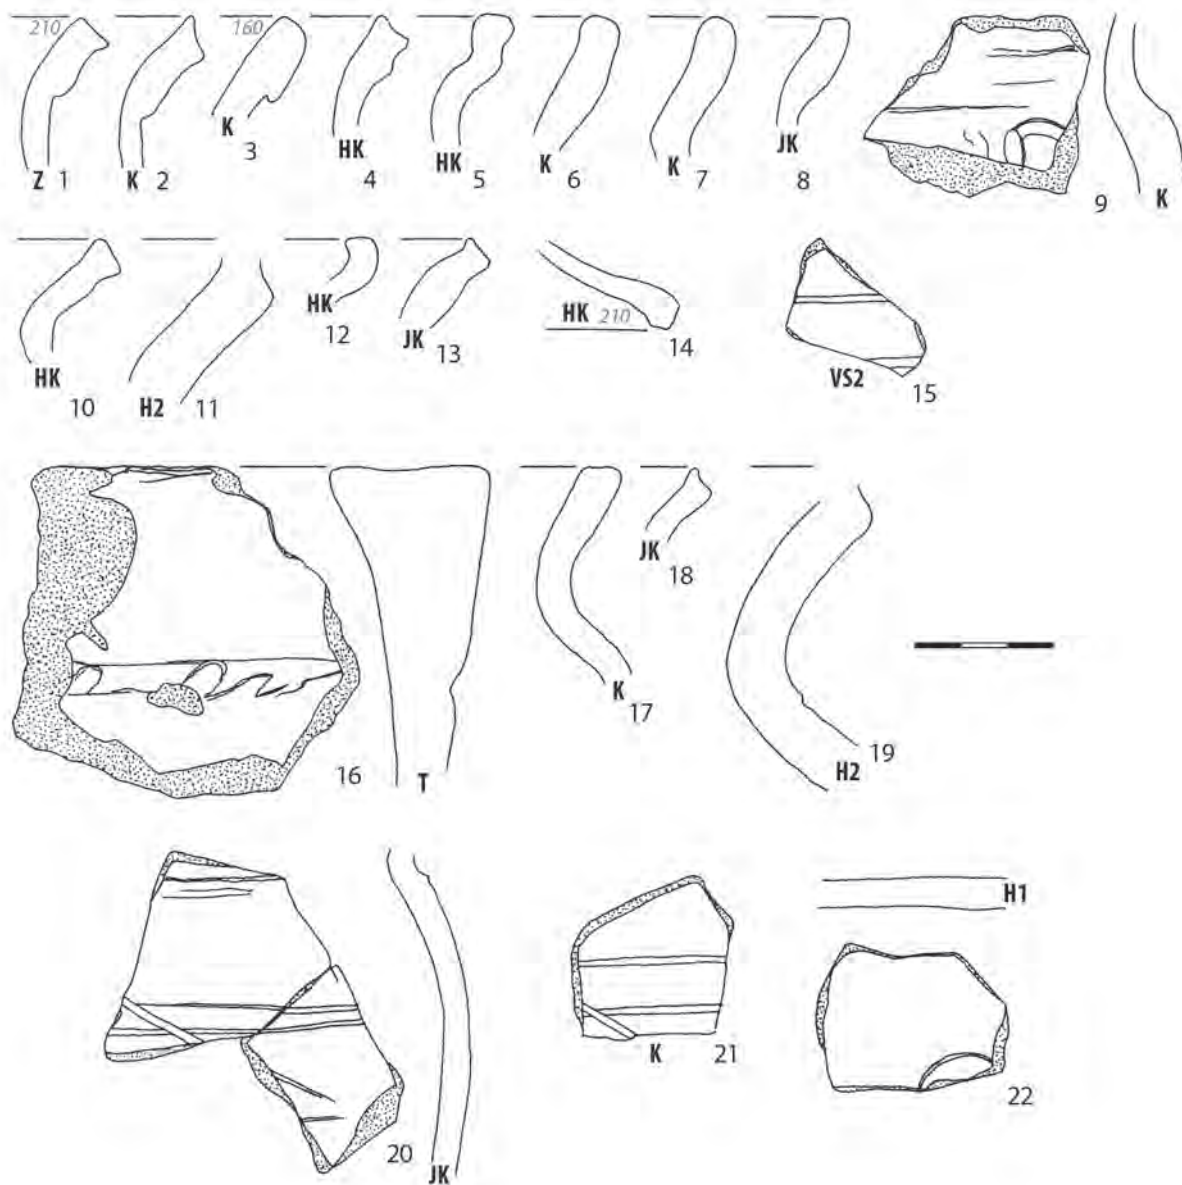 210 160
Z 1 K 2 K 3 HK 4 HK 5 K 6 K 7 JK 8 9 K
HK 10 H2 11 HK 12 JK 13 HK 210 14 VS2 15
16 T K 17 JK 18 H2 19
20 JK K 21 H1 22